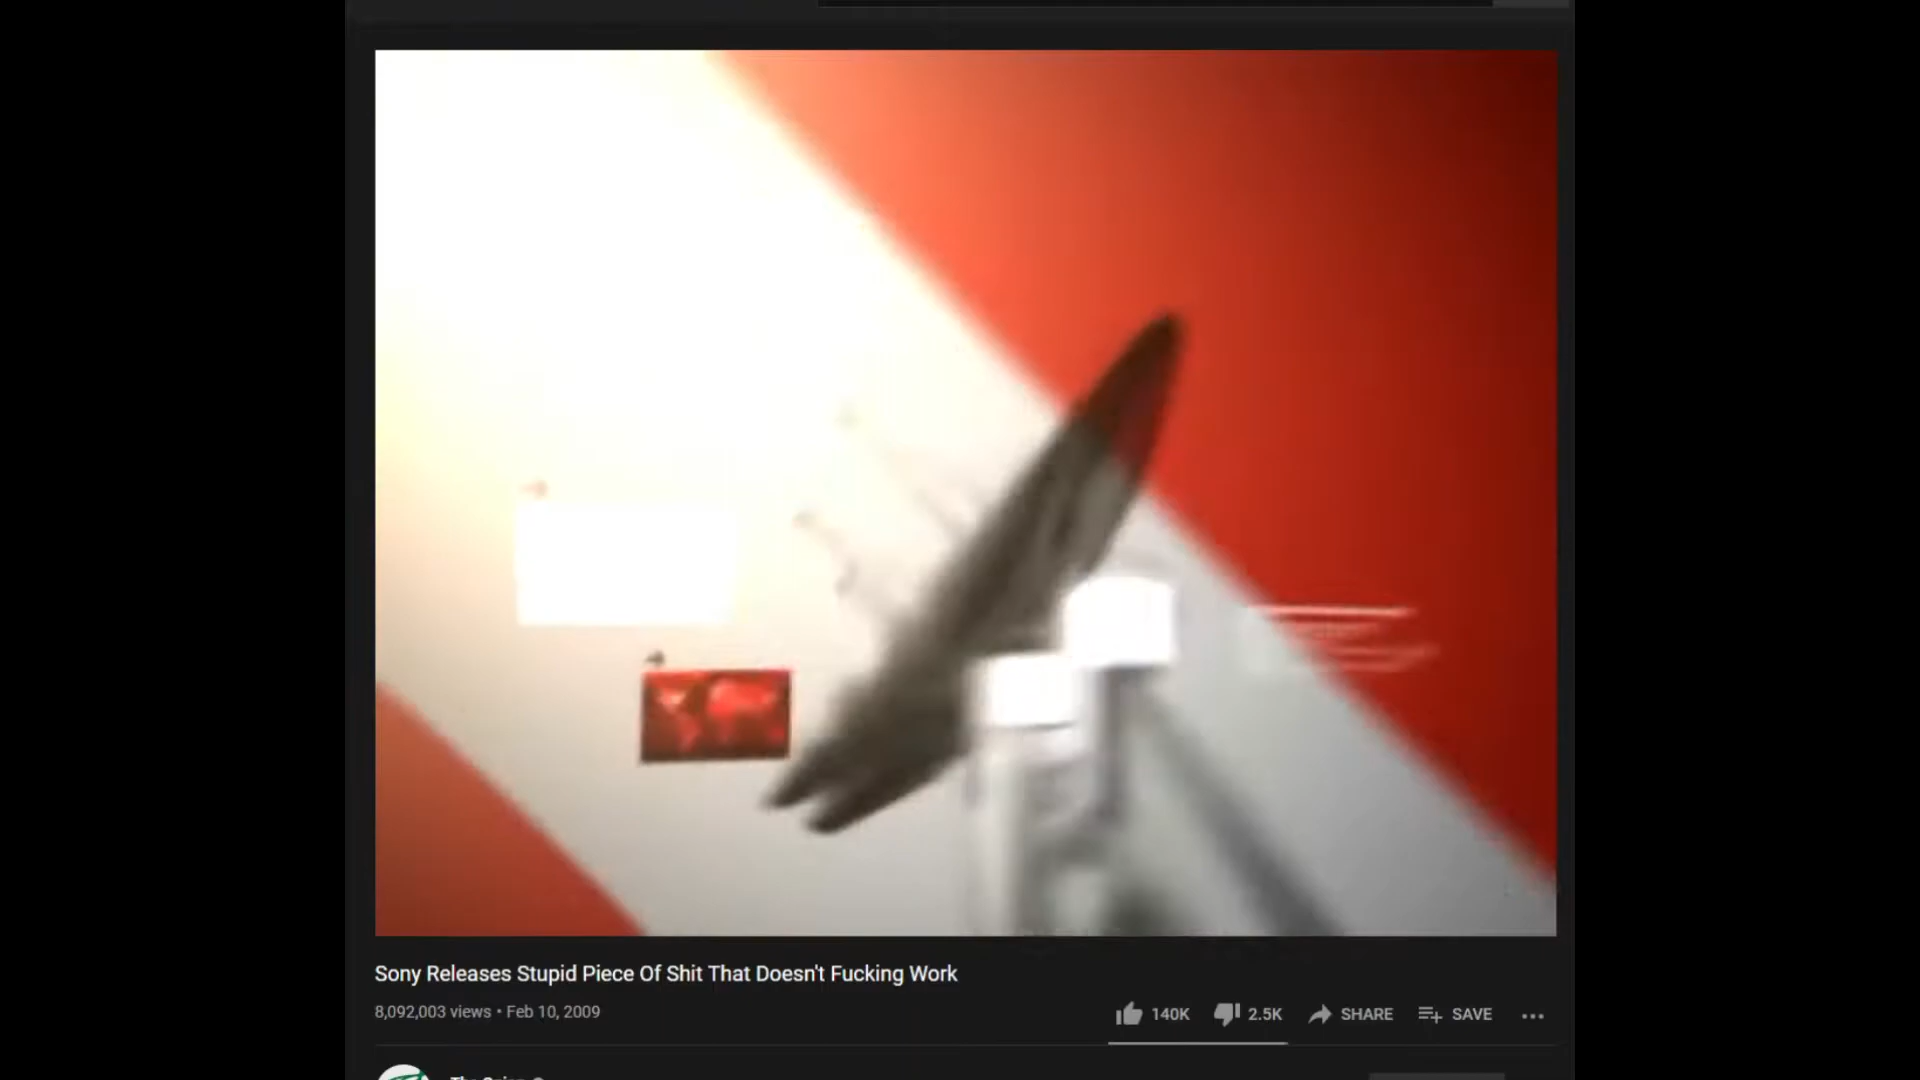 Sony Releases Stupid Piece Of Shit That Doesn't Fucking Work
8,092,003 views • Feb 10, 2009
140K 2.5K SHARE SAVE